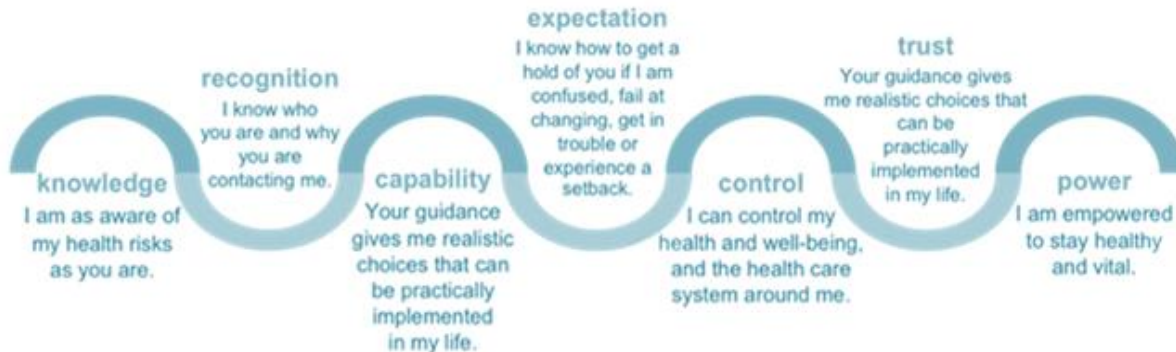 knowledge
I am as aware of
my health risks
as you are.
recognition
I know who
you are and why
you are
contacting me.
capability
Your guidance
gives me realistic
choices that can
be practically
implemented
in my life.
expectation
I know how to get a
hold of you if I am
confused, fail at
changing, get in
trouble or
experience a
setback.
control
I can control my
health and well-being,
and the health care
system around me.
trust
Your guidance gives
me realistic choices that
can be
practically
implemented
in my life.
power
I am empowered
to stay healthy
and vital.